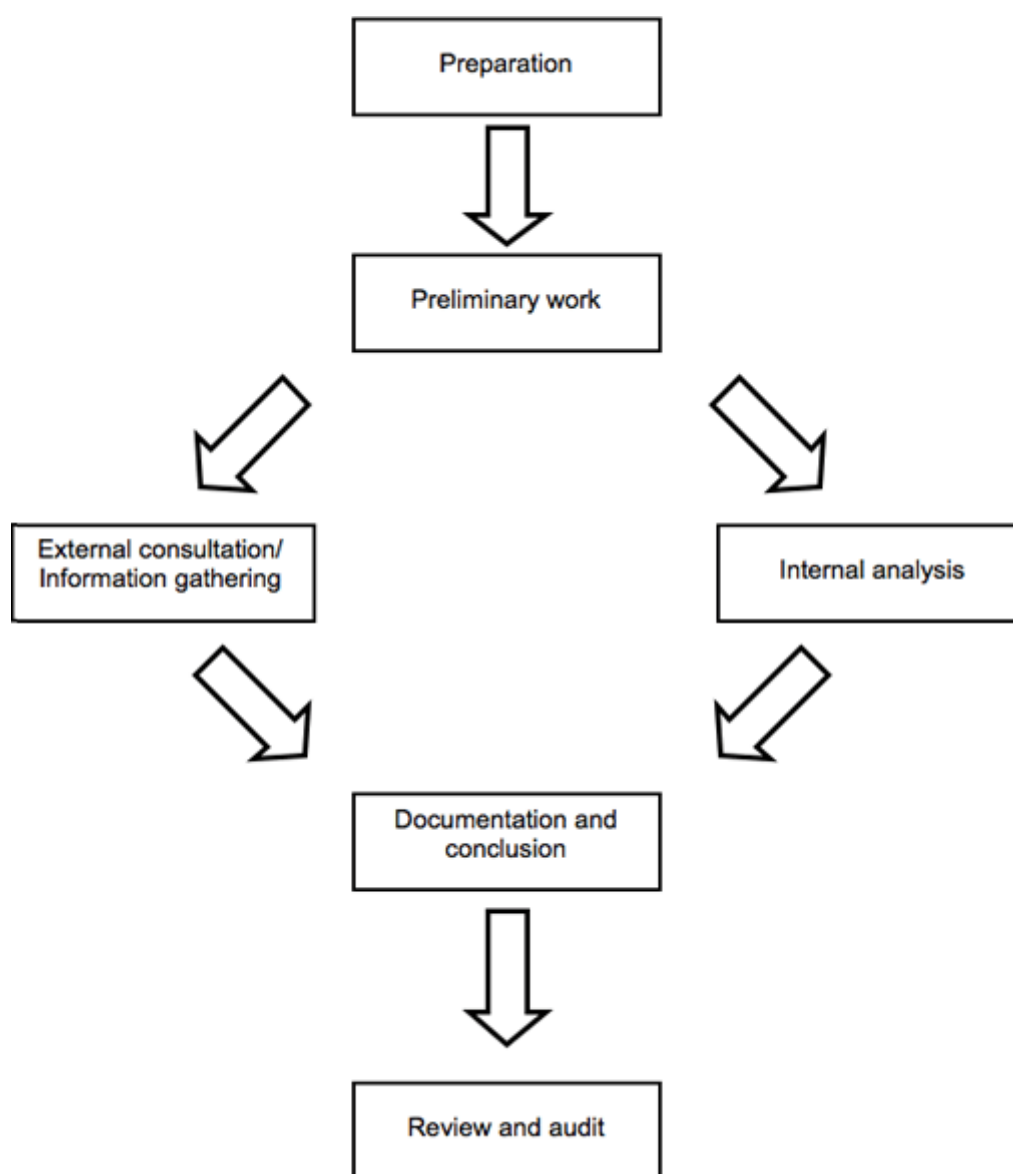 Preparation
Preliminary work
External consultation/
Information gathering
Internal analysis
Documentation and
conclusion
Review and audit